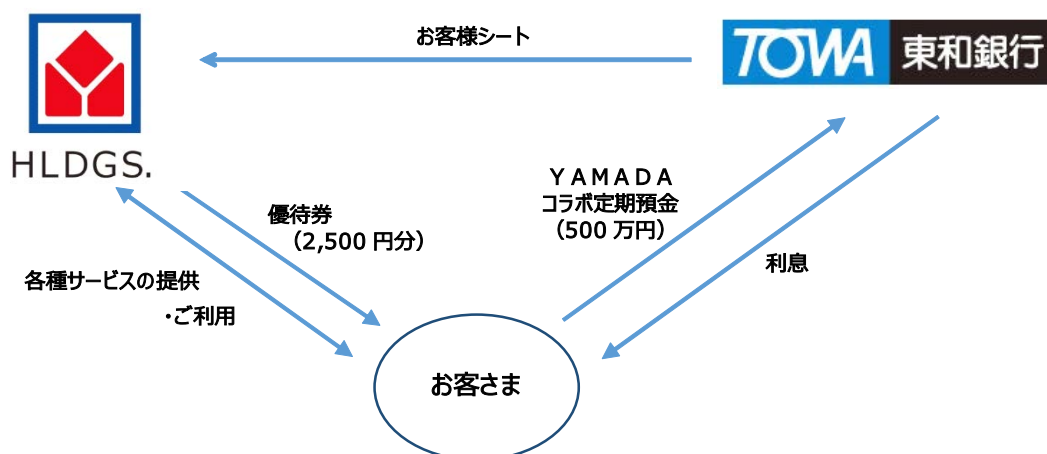 お客様シート
TOWA 東和銀行
HLDGS.
YAMADA
コラボ定期預金
（500 万円）
優待券
（2,500 円分）
利息
各種サービスの提供
・ご利用
お客さま